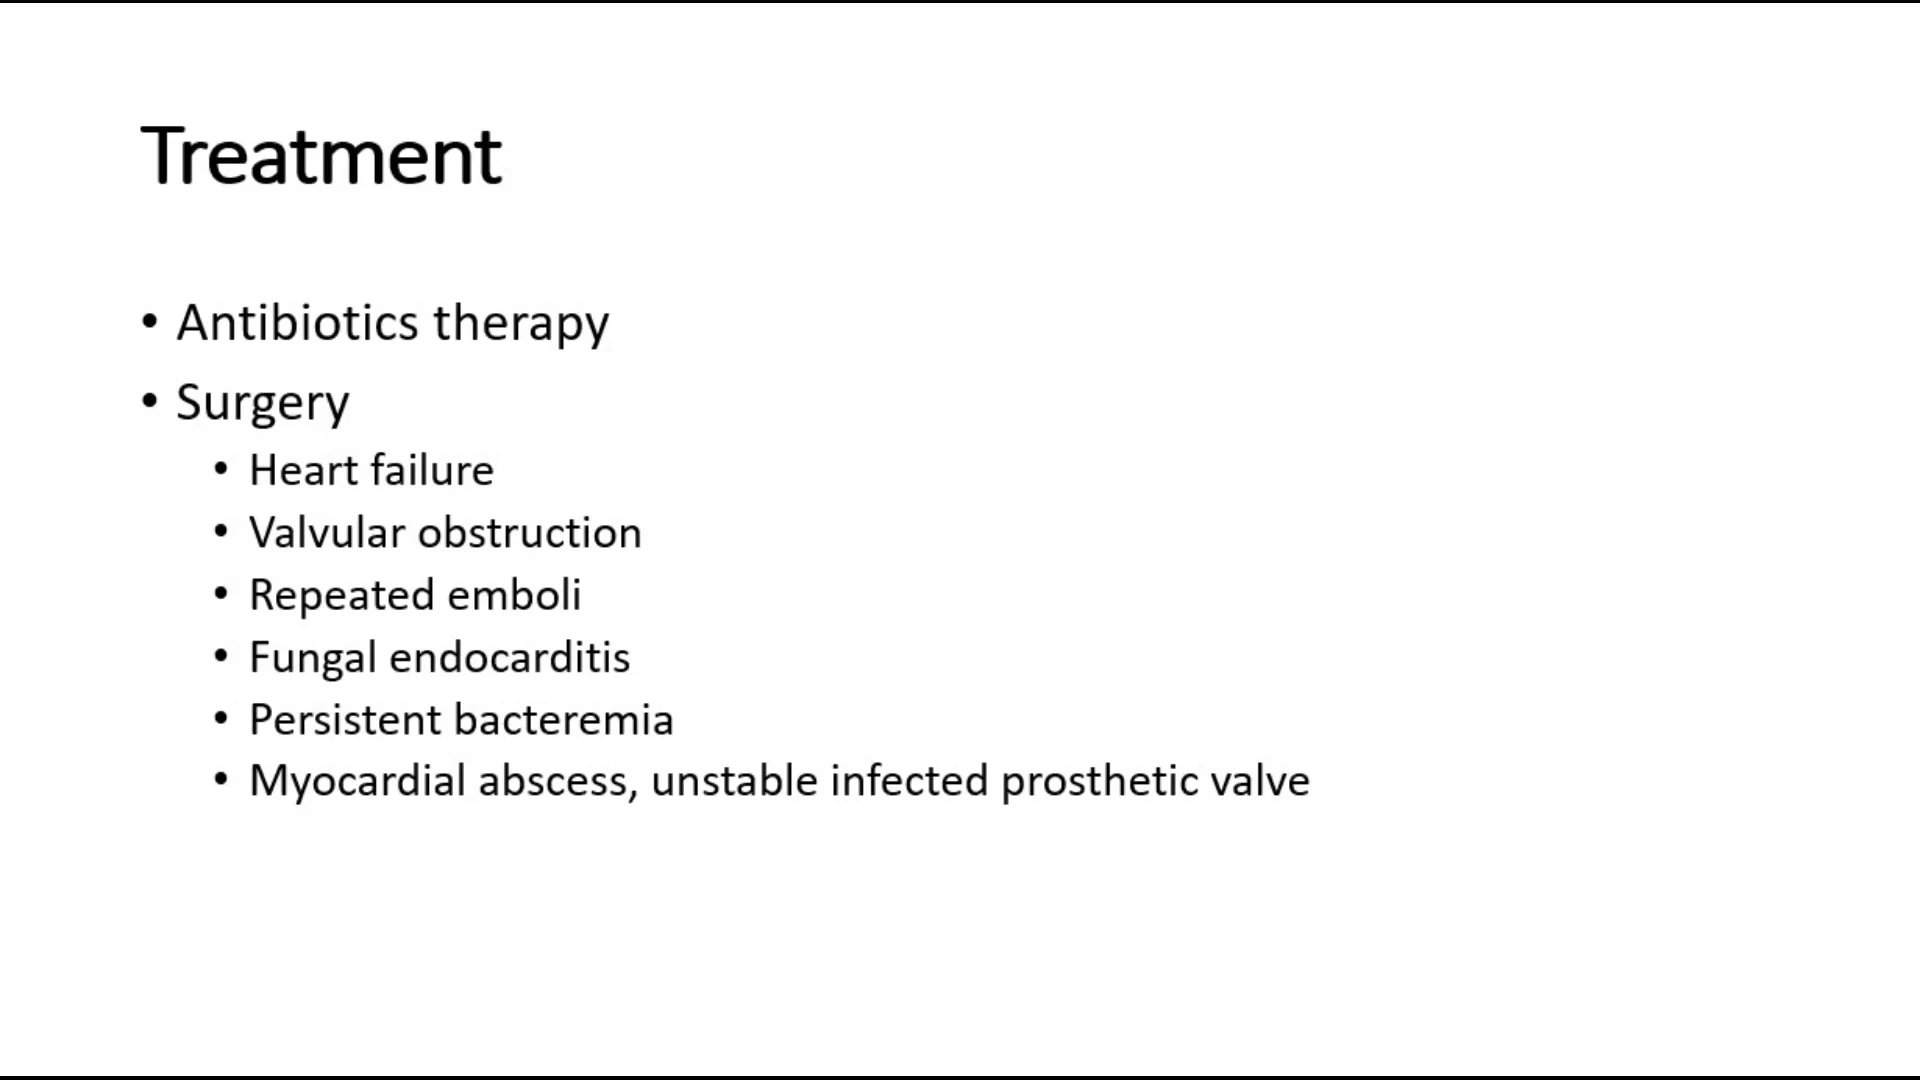 Treatment
• Antibiotics therapy
• Surgery
• Heart failure
• Valvular obstruction
• Repeated emboli
• Fungal endocarditis
• Persistent bacteremia
• Myocardial abscess, unstable infected prosthetic valve